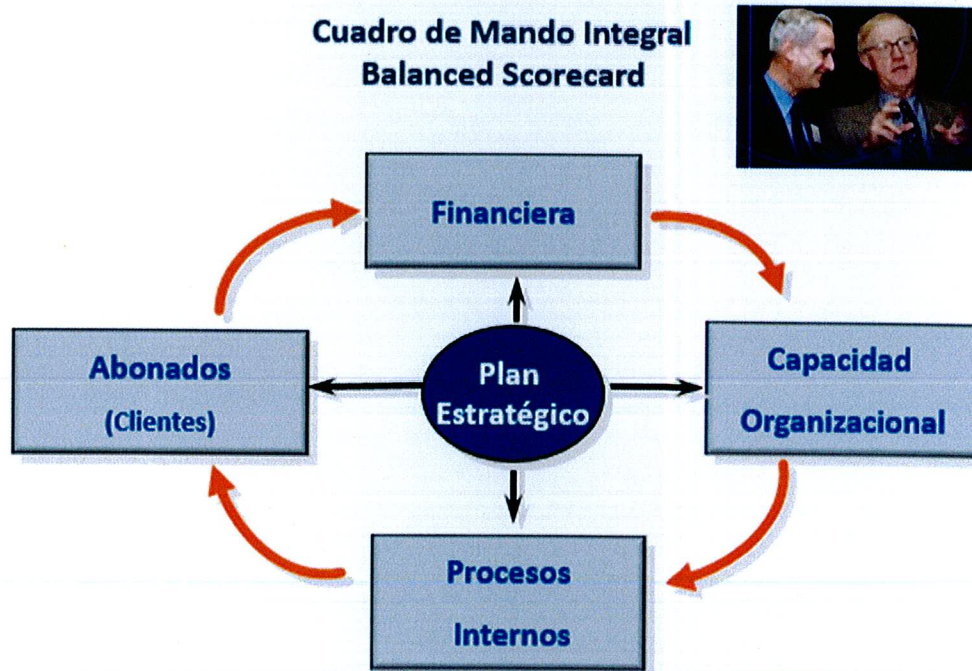 Cuadro de Mando Integral
Balanced Scorecard
Financiera
Abonados
(Clientes)
Plan
Estratégico
Capacidad
Organizacional
Procesos
Internos